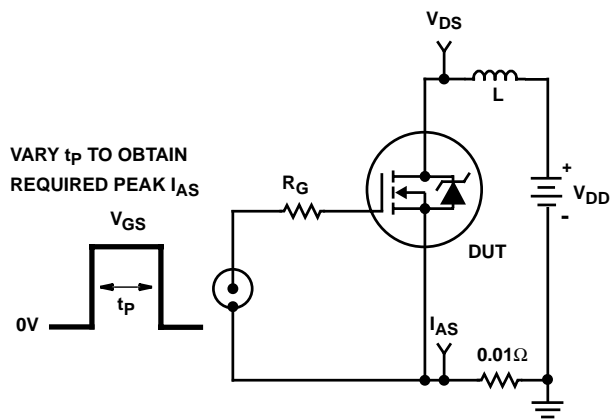 VDS
L
VARY tP TO OBTAIN
REQUIRED PEAK IAS
RG
+
VDD
-
VGS
DUT
tP
0V
IAS
0.01Ω